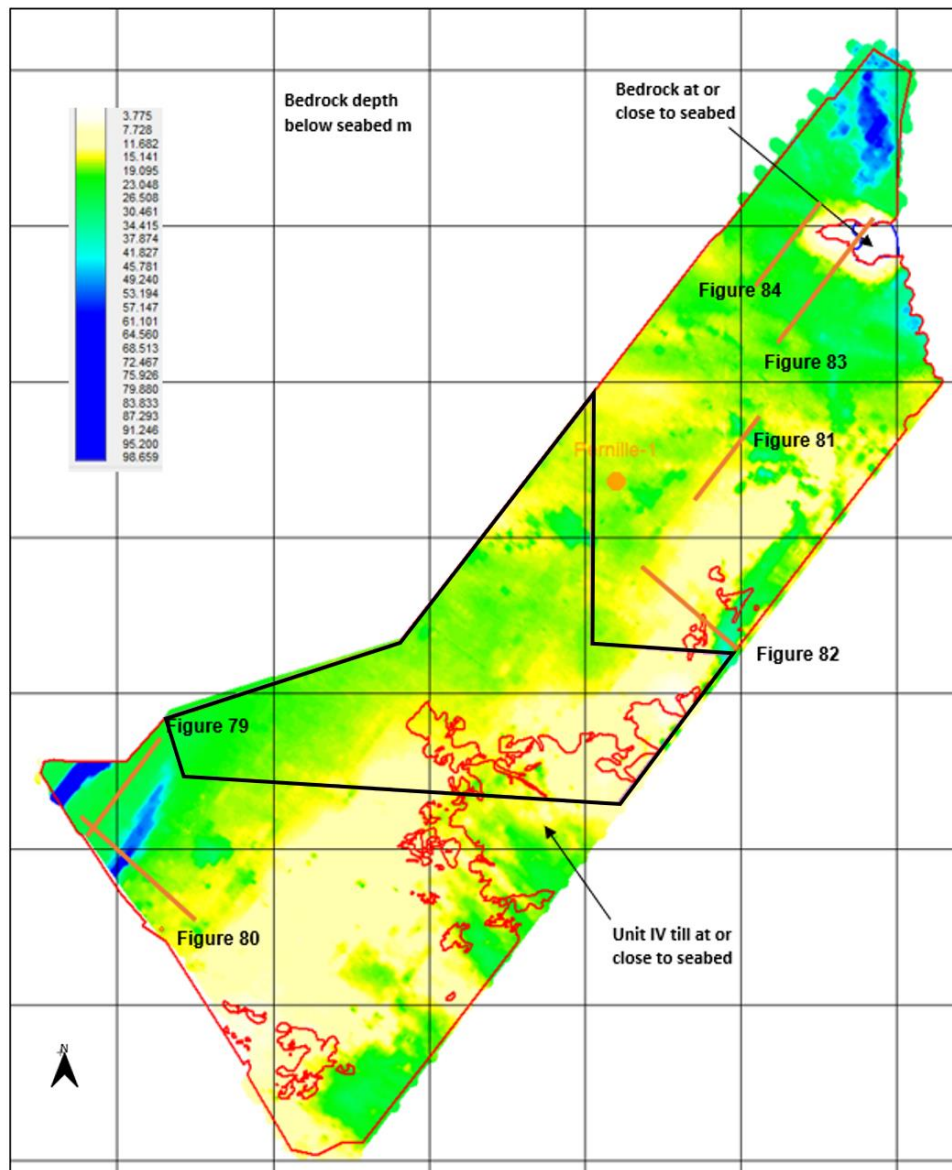 Bedrock depth
below seabed m
Bedrock at or
close to seabed
3.775
7.728
11.682
15.141
19.095
23.048
26.508
30.461
34.415
37.874
41.827
45.781
49.240
53.194
57.147
61.101
64.560
68.513
72.467
75.926
79.880
83.833
87.293
91.246
95.200
98.659
Figure 84
Figure 83
Figure 81
Pernille-1
Figure 82
Figure 79
Figure 80
Unit IV till at or
close to seabed
N